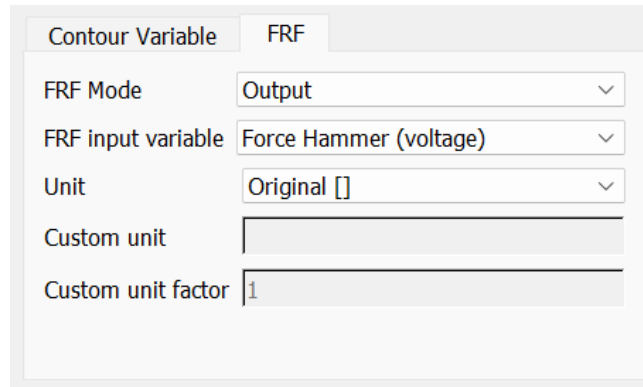 Contour Variable FRF
FRF Mode Output
FRF input variable Force Hammer (voltage)
Unit Original []
Custom unit
Custom unit factor 1